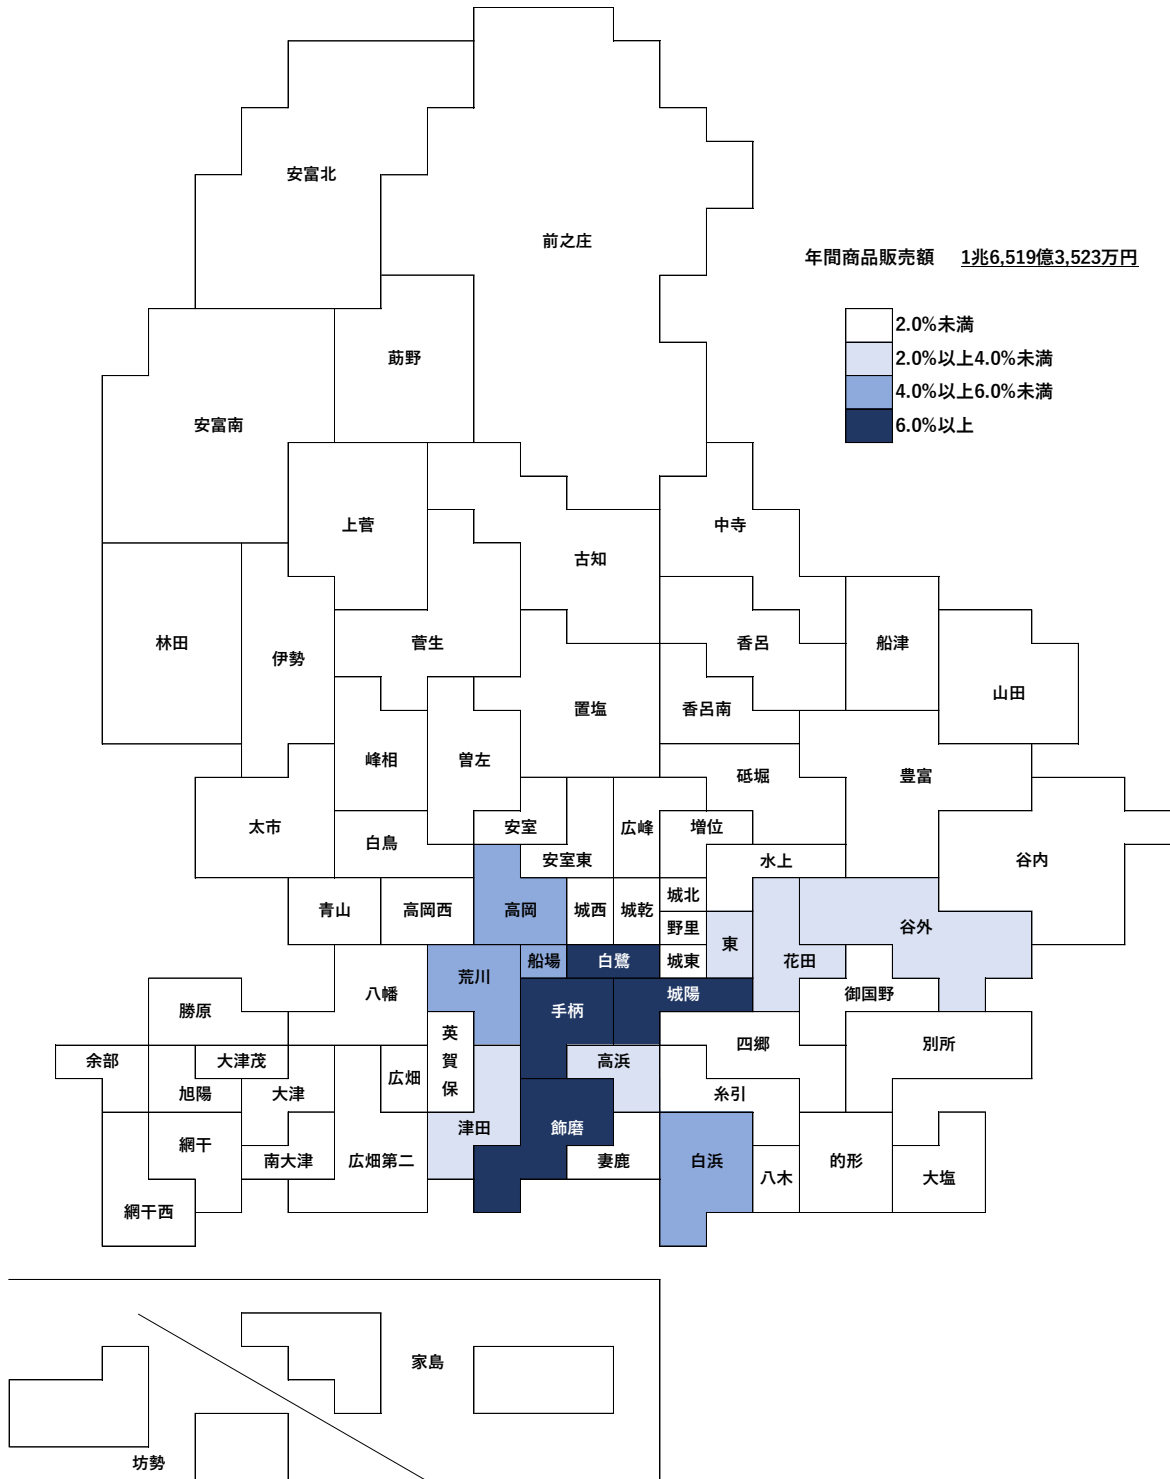 安富北
前之庄
年間商品販売額 1兆6,519億3,523万円
2.0%未満
2.0%以上4.0%未満
4.0%以上6.0%未満
6.0%以上
莇野
安富南
上菅
中寺
古知
林田
伊勢
菅生
香呂
船津
山田
置塩
香呂南
峰相
曽左
砥堀
豊富
太市
白鳥
安室
広峰
増位
安室東
水上
谷内
青山
高岡西
高岡
城西
城乾
城北
野里
東
谷外
荒川
船場
白鷺
城東
花田
八幡
城陽
御国野
勝原
手柄
英賀保
四郷
別所
余部
大津茂
高浜
広畑
旭陽
大津
糸引
津田
飾磨
網干
南大津
広畑第二
妻鹿
白浜
八木
的形
大塩
網干西
家島
坊勢